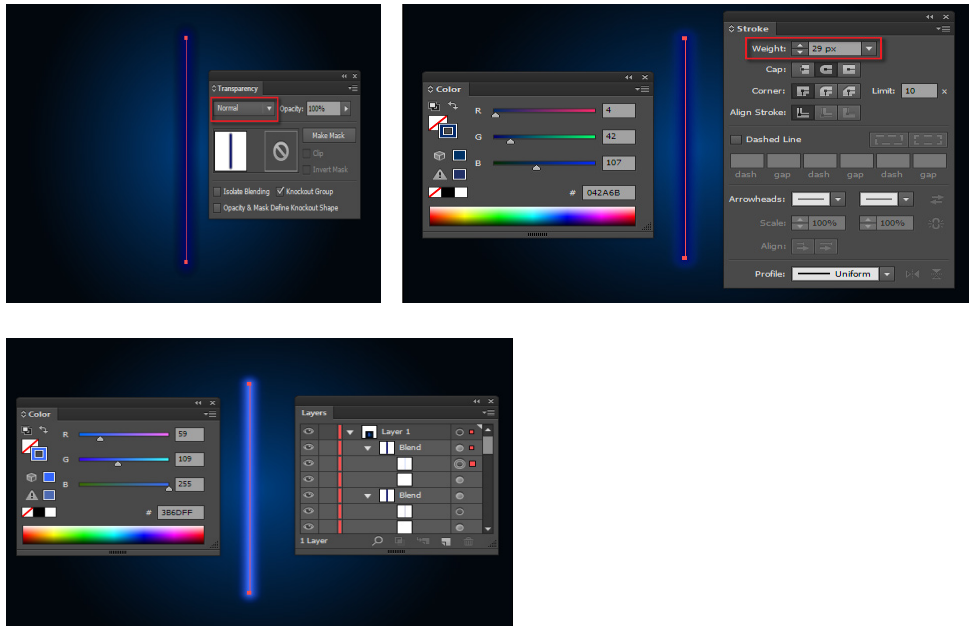 Transparency
Normal
Opacity: 100%
Make Mask
Clip
Invert Mask
Isolate Blending
Knockout Group
Opacity & Mask Define Knockout Shape
Color
R 4
G 42
B 107
# 042A6B
Stroke
Weight: 29 px
Cap:
Corner:
Limit: 10 x
Align Stroke:
Dashed Line
dash gap dash gap dash gap
Arrowheads:
Scale: 100% 100%
Align:
Profile: Uniform
Color
R 59
G 109
B 255
# 3B6DFF
Layers
Layer 1
Blend
Blend
1 Layer